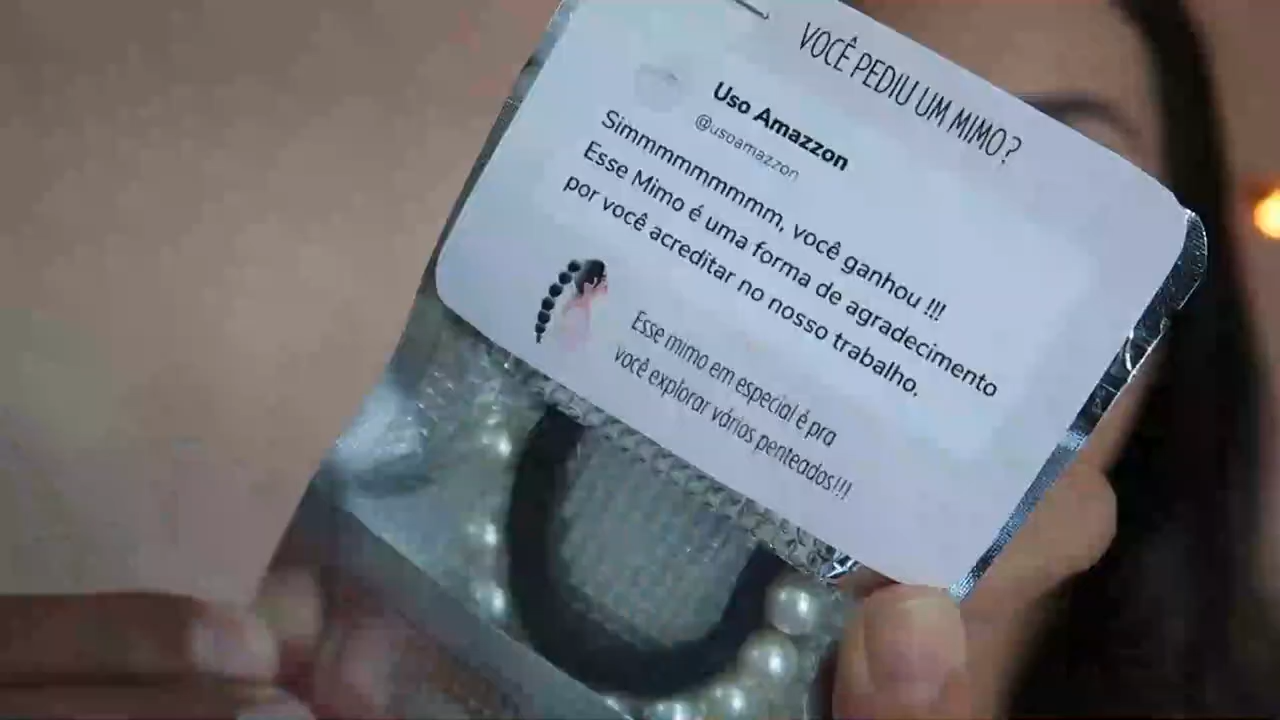 VOCÊ PEDIU UM MIMO?
Uso Amazzon
@usoamazzon
Simmmmmmmmm, você ganhou !!!
Esse Mimo é uma forma de agradecimento
por você acreditar no nosso trabalho,
Esse mimo em especial é pra
você explorar vários penteados!!!